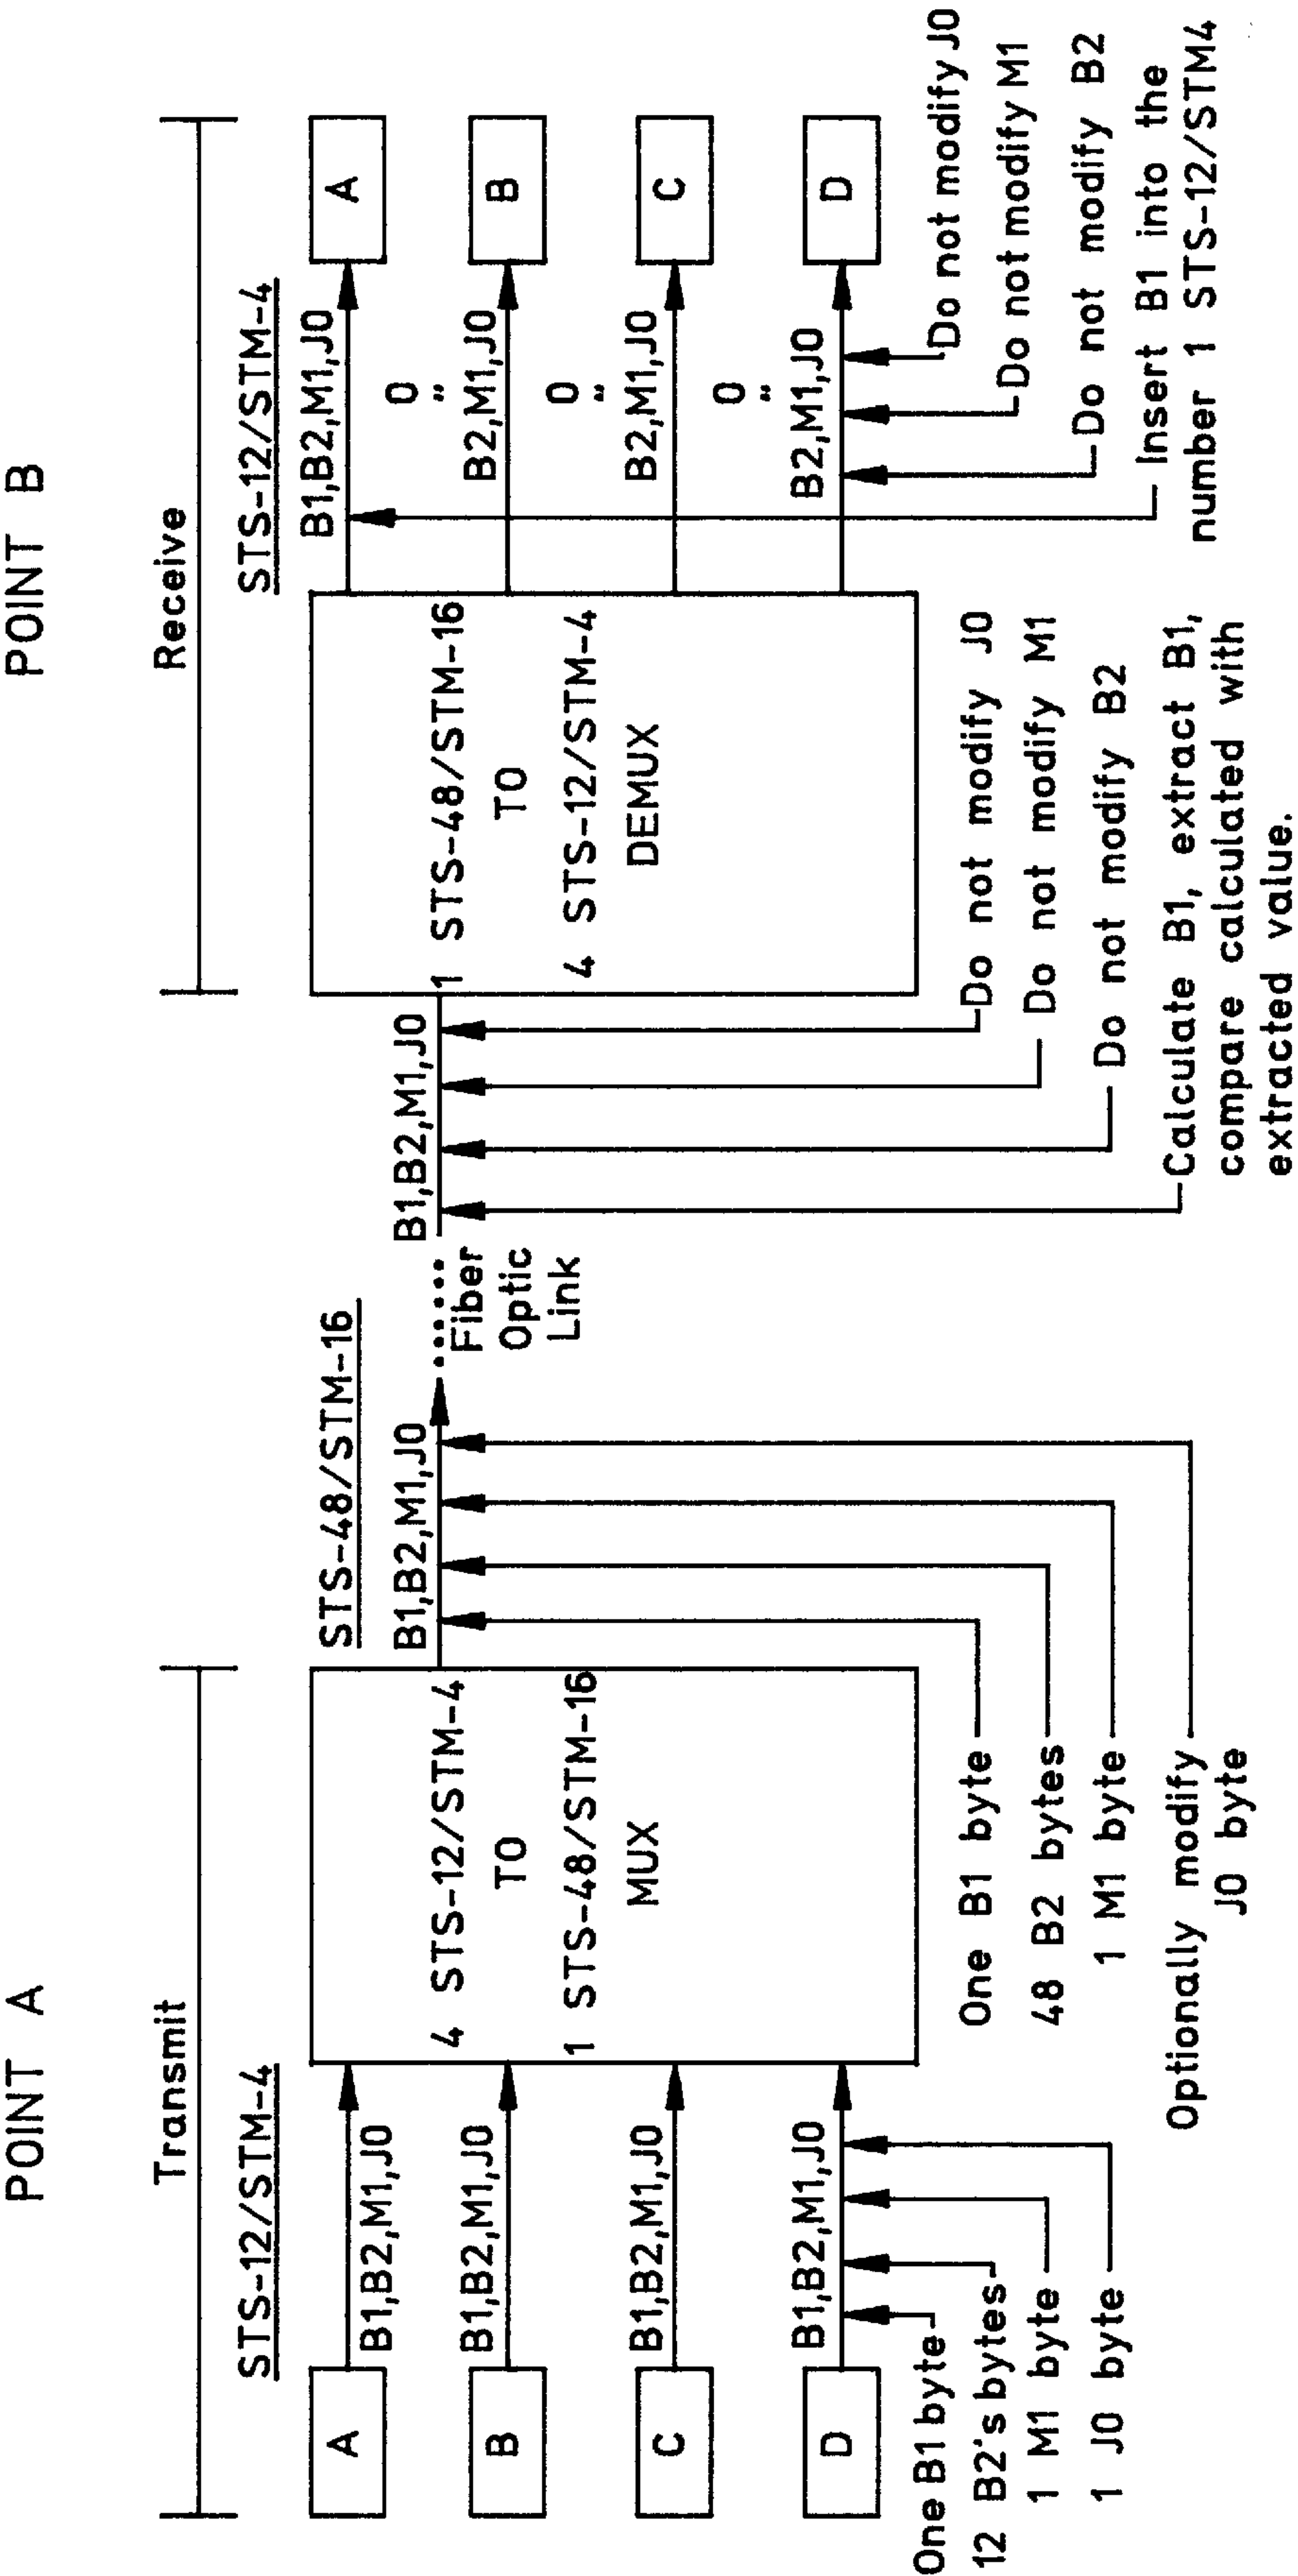 POINT A
POINT B
Transmit
Receive
STS-12/STM-4
STS-48/STM-16
STS-12/STM-4
A
B1,B2,M1,J0
B
B1,B2,M1,J0
C
B1,B2,M1,J0
D
B1,B2,M1,J0
One B1 byte
12 B2's bytes
1 M1 byte
1 J0 byte
4 STS-12/STM-4
TO
1 STS-48/STM-16
MUX
B1,B2,M1,J0
One B1 byte
48 B2 bytes
1 M1 byte
Optionally modify
J0 byte
Fiber
Optic
Link
B1,B2,M1,J0
1 STS-48/STM-16
TO
4 STS-12/STM-4
DEMUX
Do not modify J0
Do not modify M1
Do not modify B2
Calculate B1, extract B1,
compare calculated with
extracted value.
B1,B2,M1,J0
A
0
"
B2,M1,J0
B
0
"
B2,M1,J0
C
0
"
B2,M1,J0
D
Do not modify J0
Do not modify M1
Do not modify B2
Insert B1 into the
number 1 STS-12/STM4